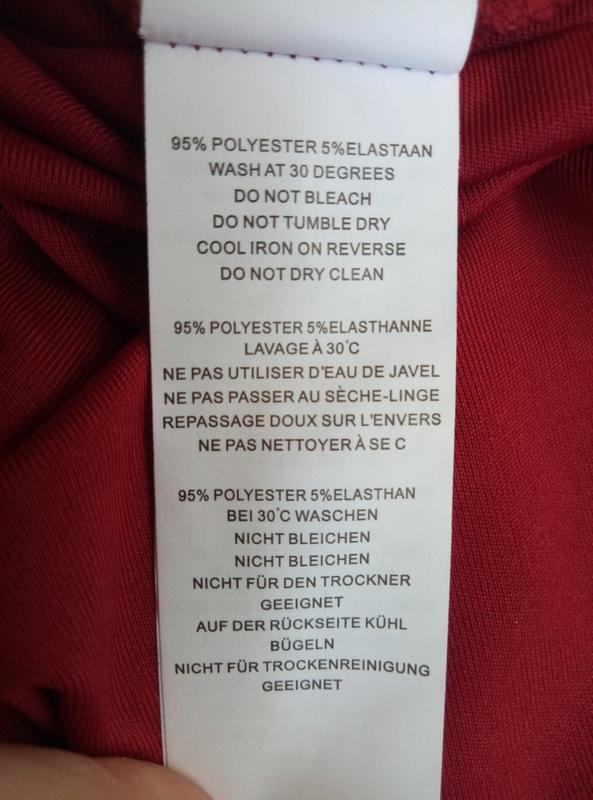 95% POLYESTER 5%ELASTAAN
WASH AT 30 DEGREES
DO NOT BLEACH
DO NOT TUMBLE DRY
COOL IRON ON REVERSE
DO NOT DRY CLEAN
95% POLYESTER 5%ELASTHANNE
LAVAGE À 30°C
NE PAS UTILISER D'EAU DE JAVEL
NE PAS PASSER AU SÈCHE-LINGE
REPASSAGE DOUX SUR L'ENVERS
NE PAS NETTOYER À SE C
95% POLYESTER 5%ELASTHAN
BEI 30°C WASCHEN
NICHT BLEICHEN
NICHT BLEICHEN
NICHT FÜR DEN TROCKNER
GEEIGNET
AUF DER RÜCKSEITE KÜHL
BÜGELN
NICHT FÜR TROCKENREINIGUNG
GEEIGNET